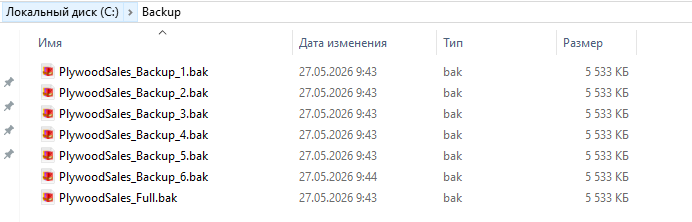 Локальный диск (C:) > Backup
Имя Дата изменения Тип Размер
PlywoodSales_Backup_1.bak 27.05.2026 9:43 bak 5 533 КБ
PlywoodSales_Backup_2.bak 27.05.2026 9:43 bak 5 533 КБ
PlywoodSales_Backup_3.bak 27.05.2026 9:43 bak 5 533 КБ
PlywoodSales_Backup_4.bak 27.05.2026 9:43 bak 5 533 КБ
PlywoodSales_Backup_5.bak 27.05.2026 9:43 bak 5 533 КБ
PlywoodSales_Backup_6.bak 27.05.2026 9:44 bak 5 533 КБ
PlywoodSales_Full.bak 27.05.2026 9:43 bak 5 533 КБ